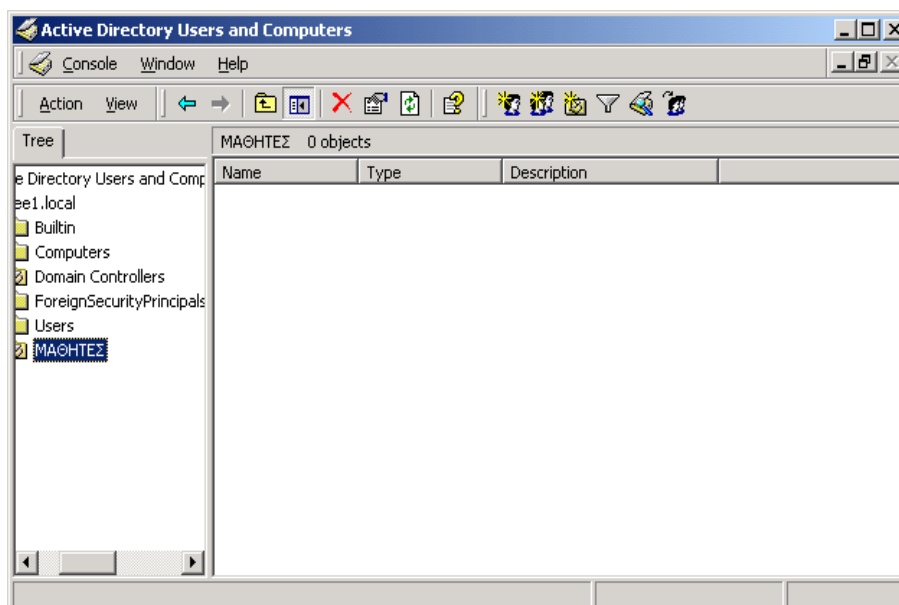 Active Directory Users and Computers
Console Window Help
Action View
Tree
ΜΑΘΗΤΕΣ 0 objects
Name Type Description
e Directory Users and Comp
ee1.local
Builtin
Computers
Domain Controllers
ForeignSecurityPrincipals
Users
ΜΑΘΗΤΕΣ